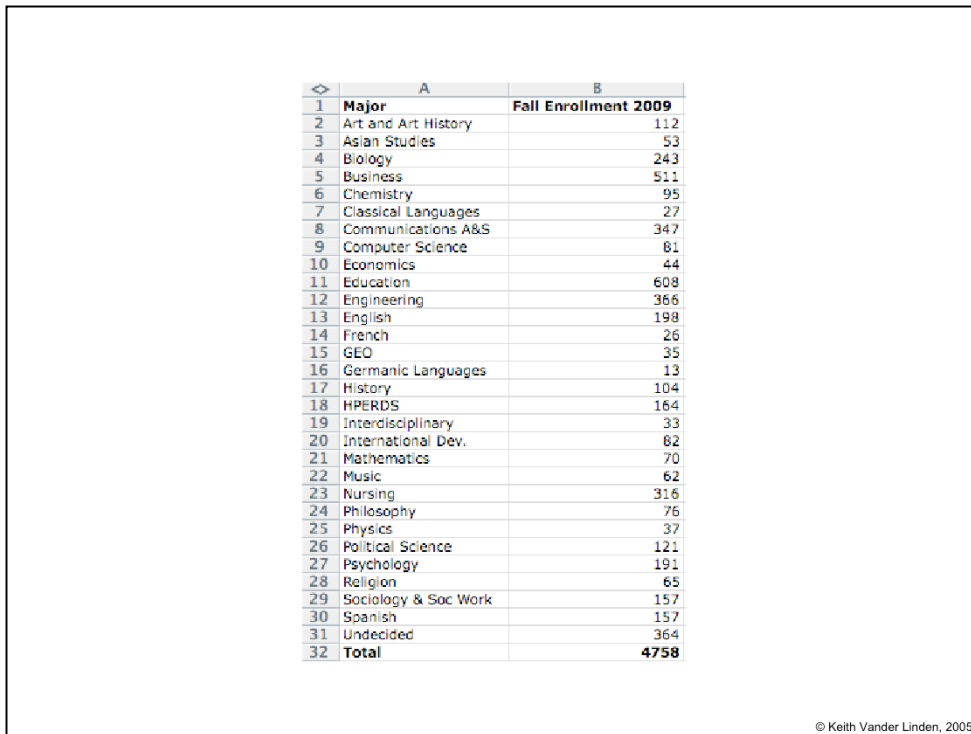 <> A B
1 Major Fall Enrollment 2009
2 Art and Art History 112
3 Asian Studies 53
4 Biology 243
5 Business 511
6 Chemistry 95
7 Classical Languages 27
8 Communications A&S 347
9 Computer Science 81
10 Economics 44
11 Education 608
12 Engineering 366
13 English 198
14 French 26
15 GEO 35
16 Germanic Languages 13
17 History 104
18 HPERDS 164
19 Interdisciplinary 33
20 International Dev. 82
21 Mathematics 70
22 Music 62
23 Nursing 316
24 Philosophy 76
25 Physics 37
26 Political Science 121
27 Psychology 191
28 Religion 65
29 Sociology & Soc Work 157
30 Spanish 157
31 Undecided 364
32 Total 4758
© Keith Vander Linden, 2005